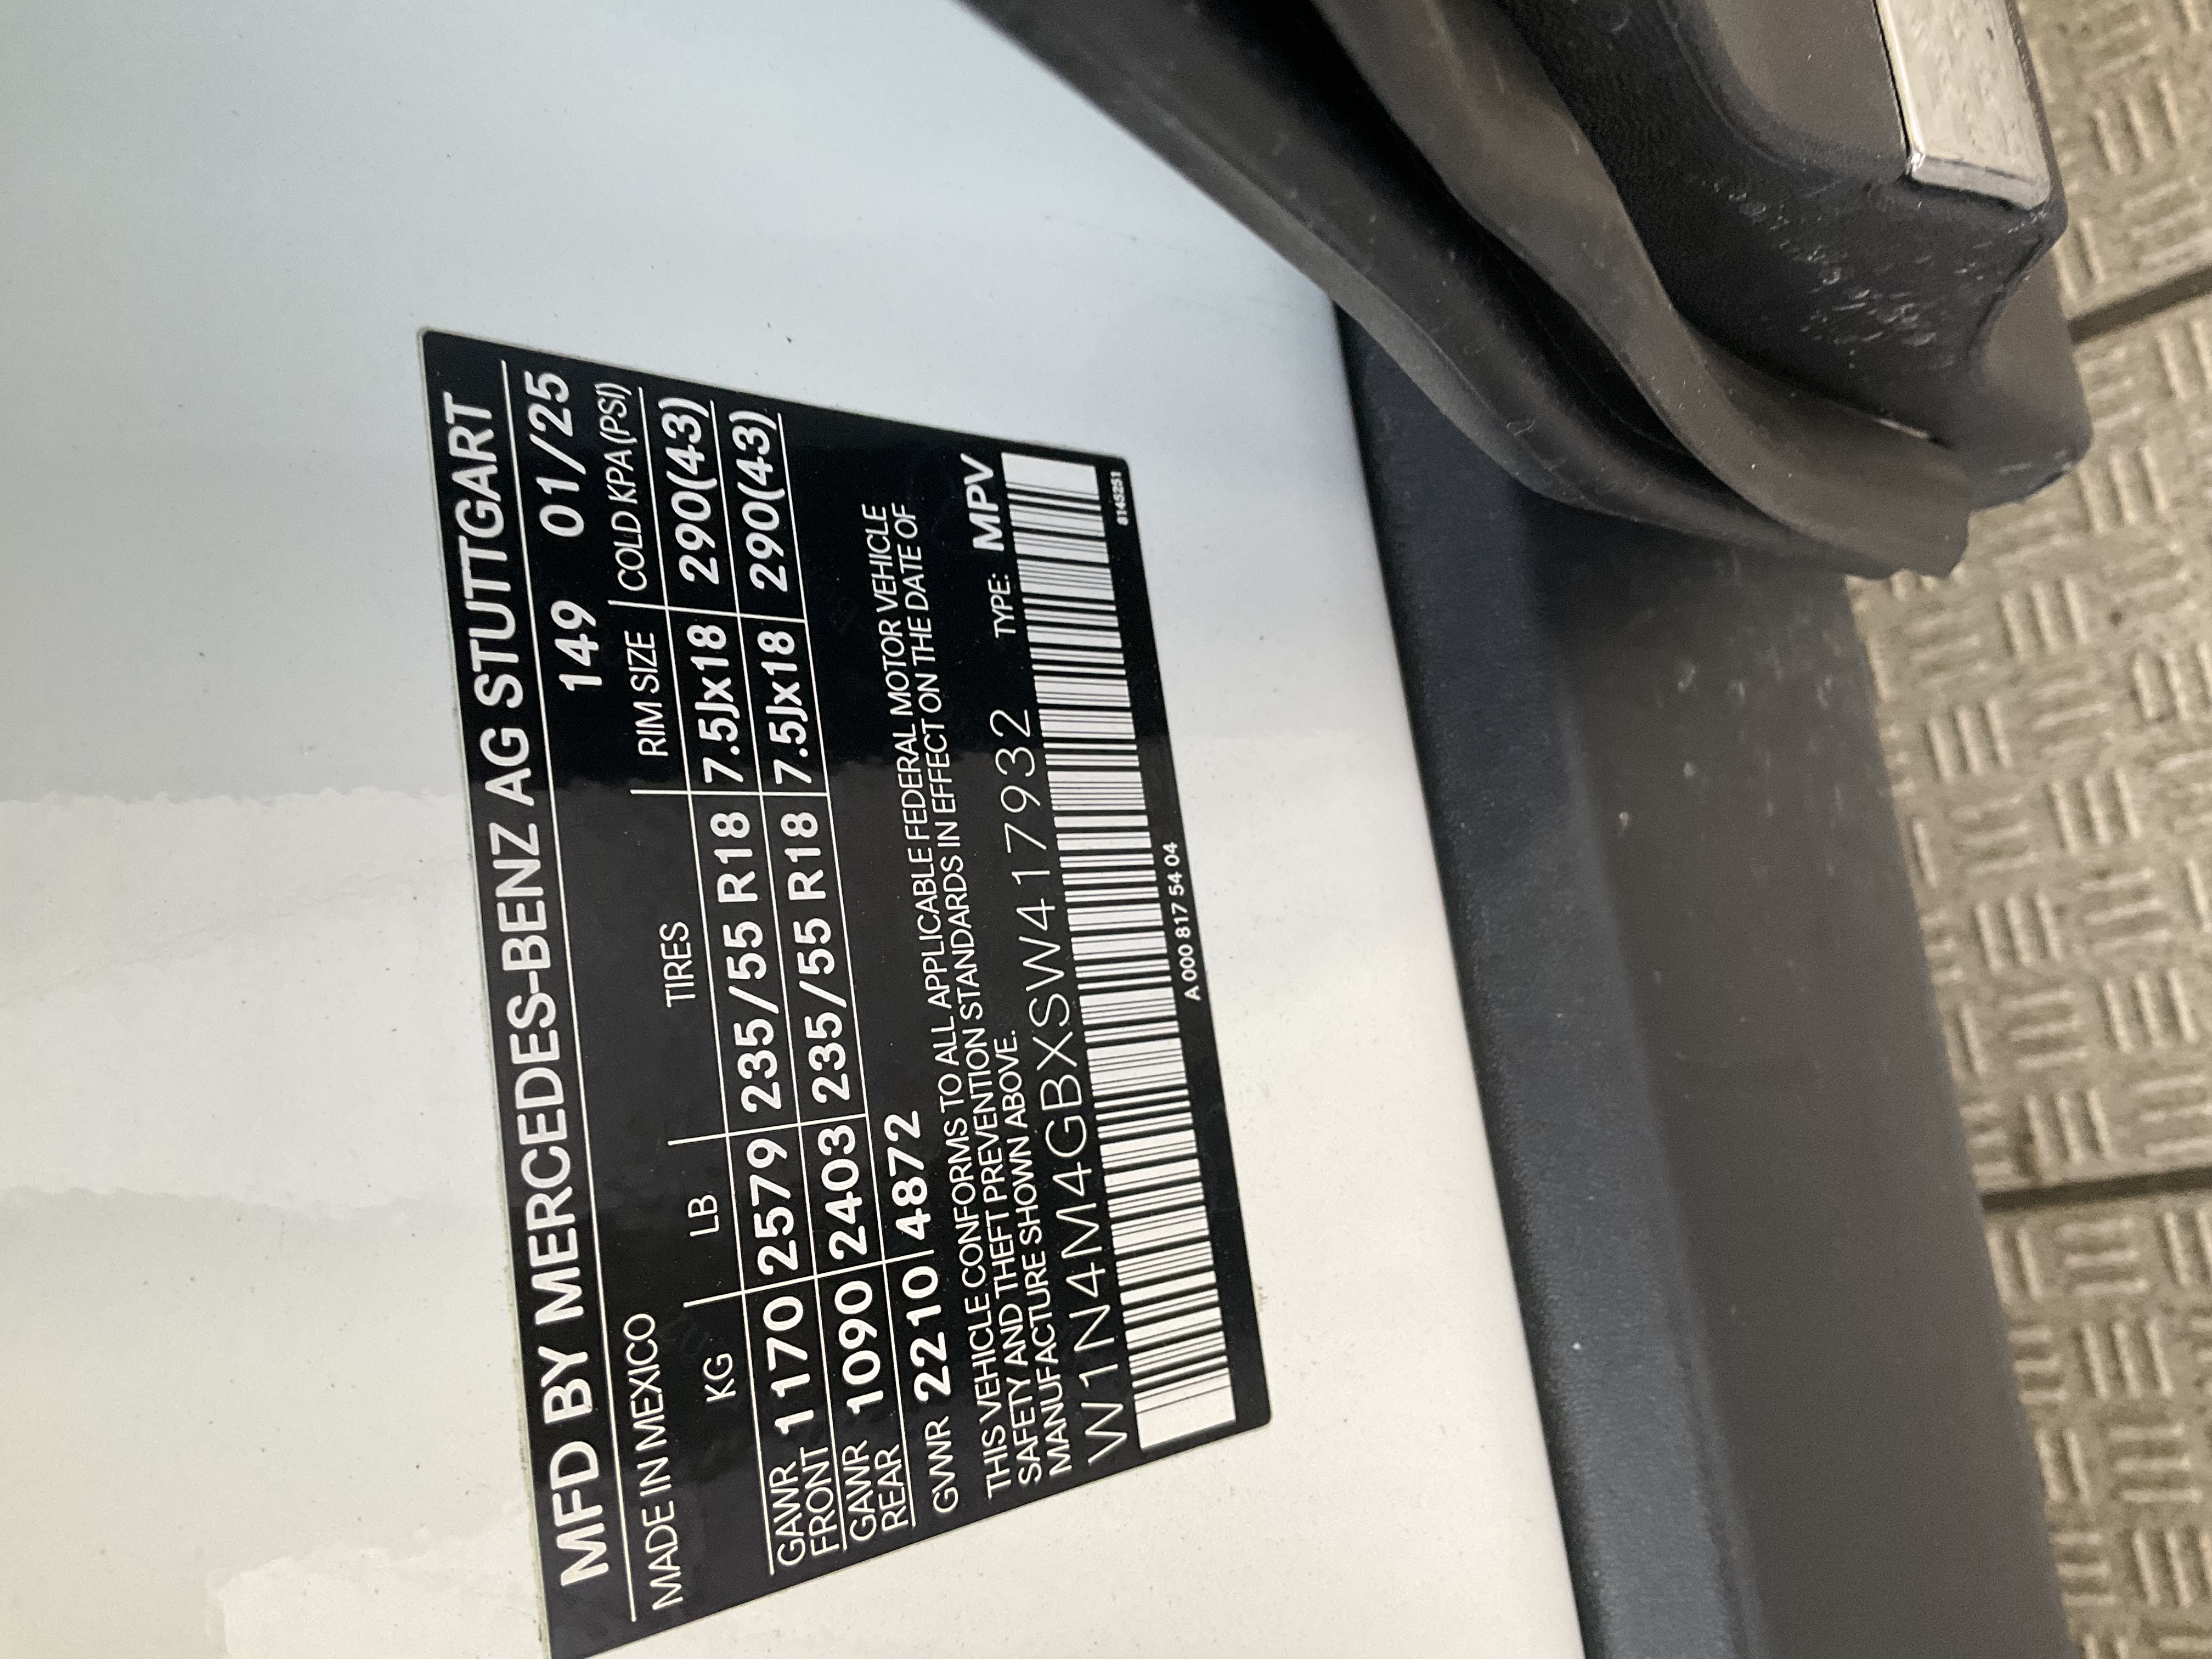 MFD BY MERCEDES-BENZ AG STUTTGART
MADE IN MEXICO 149 01/25
KG LB TIRES RIM SIZE COLD KPA(PSI)
GAWR FRONT 1170 2579 235/55 R18 7.5Jx18 290(43)
GAWR REAR 1090 2403 235/55 R18 7.5Jx18 290(43)
GVWR 2210 4872
THIS VEHICLE CONFORMS TO ALL APPLICABLE FEDERAL MOTOR VEHICLE
SAFETY AND THEFT PREVENTION STANDARDS IN EFFECT ON THE DATE OF
MANUFACTURE SHOWN ABOVE.
W1N4M4GBXSW417932 TYPE: MPV
A 000 817 54 04 8145251